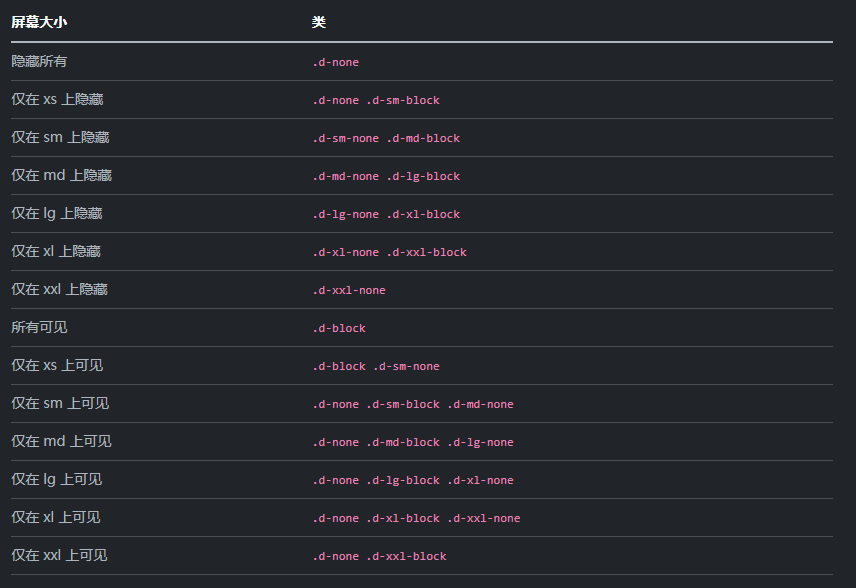 屏幕大小 类
隐藏所有 .d-none
仅在 xs 上隐藏 .d-none .d-sm-block
仅在 sm 上隐藏 .d-sm-none .d-md-block
仅在 md 上隐藏 .d-md-none .d-lg-block
仅在 lg 上隐藏 .d-lg-none .d-xl-block
仅在 xl 上隐藏 .d-xl-none .d-xxl-block
仅在 xxl 上隐藏 .d-xxl-none
所有可见 .d-block
仅在 xs 上可见 .d-block .d-sm-none
仅在 sm 上可见 .d-none .d-sm-block .d-md-none
仅在 md 上可见 .d-none .d-md-block .d-lg-none
仅在 lg 上可见 .d-none .d-lg-block .d-xl-none
仅在 xl 上可见 .d-none .d-xl-block .d-xxl-none
仅在 xxl 上可见 .d-none .d-xxl-block